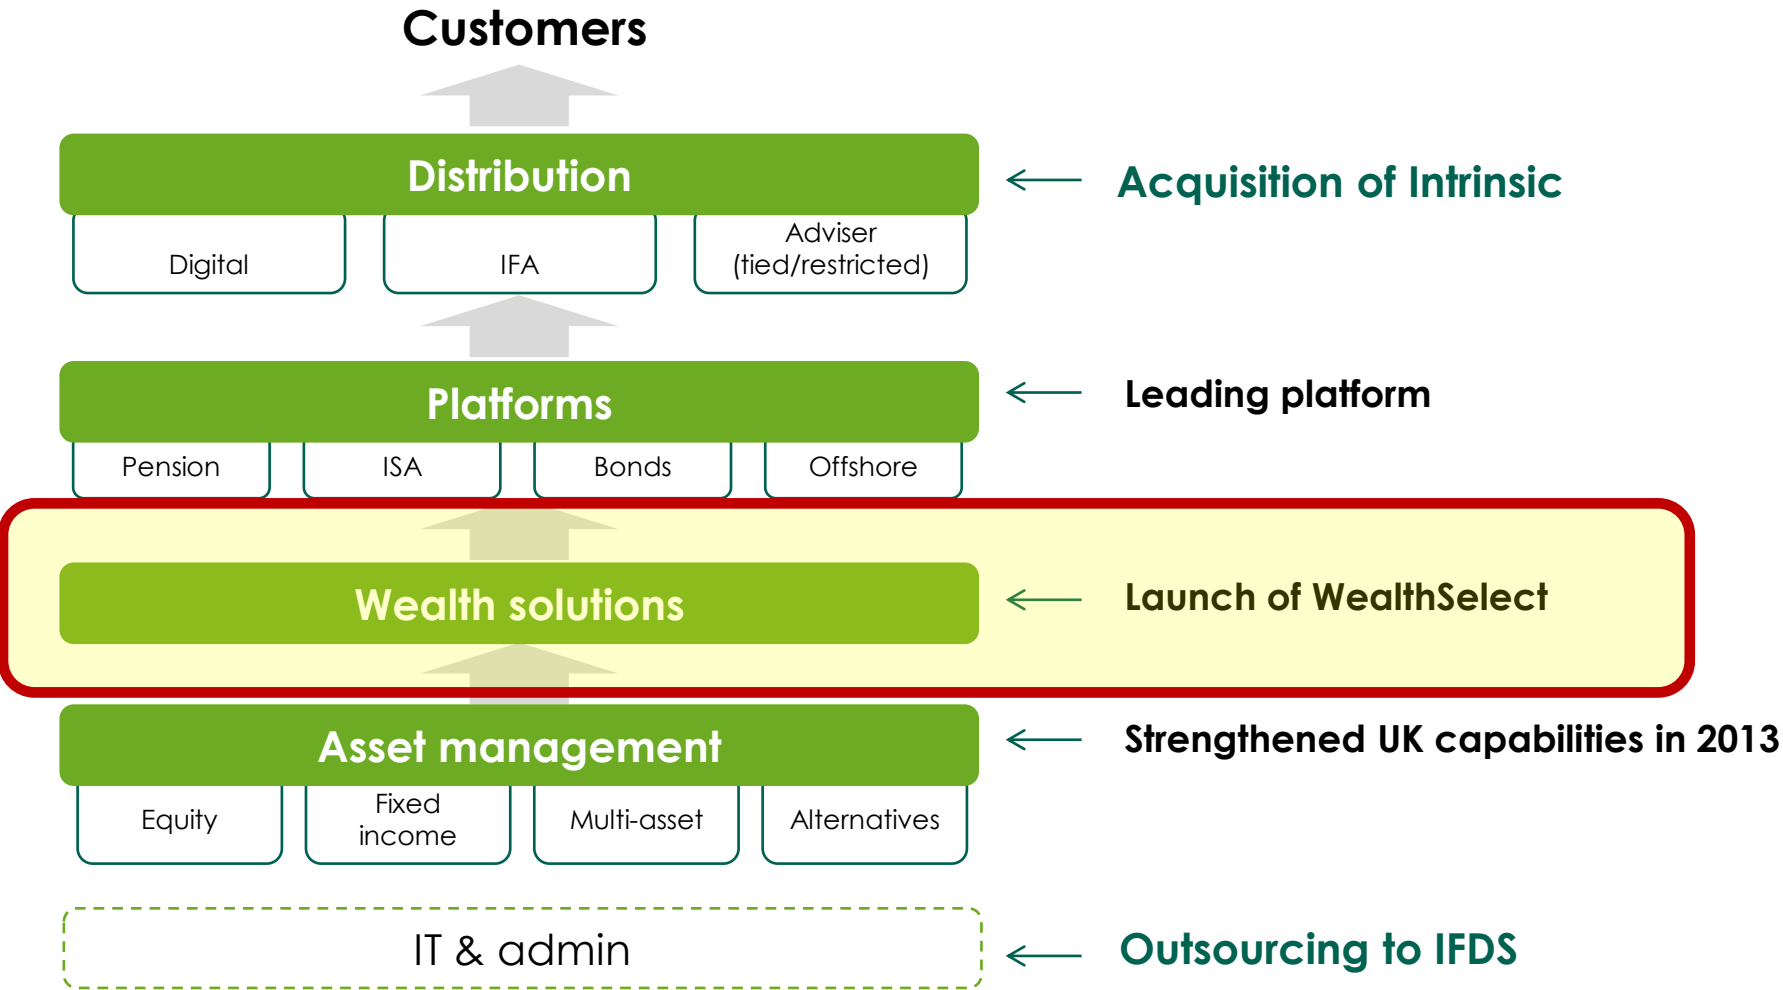 Customers
Distribution
Acquisition of Intrinsic
Digital
IFA
Adviser
(tied/restricted)
Platforms
Leading platform
Pension
ISA
Bonds
Offshore
Wealth solutions
Launch of WealthSelect
Asset management
Strengthened UK capabilities in 2013
Equity
Fixed
income
Multi-asset
Alternatives
IT & admin
Outsourcing to IFDS